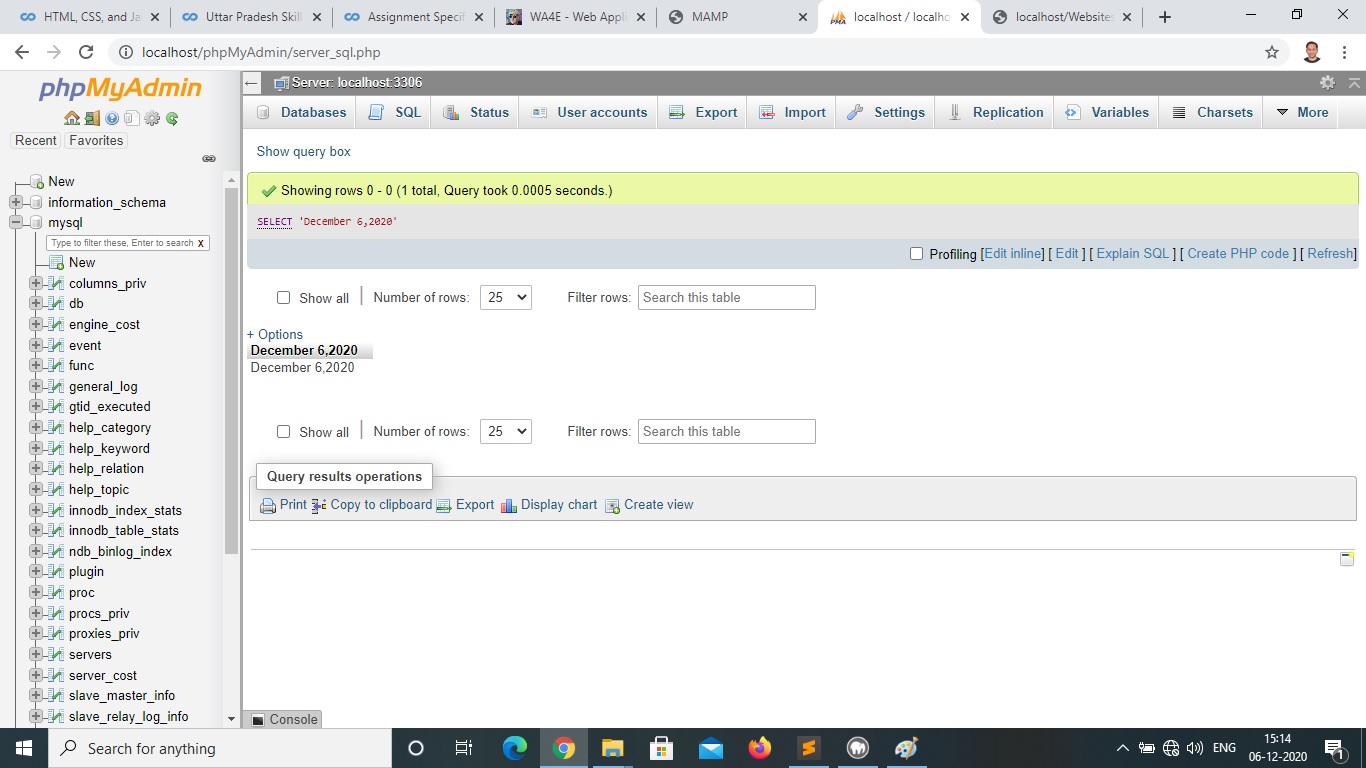 HTML, CSS, and Ja
Uttar Pradesh Skill
Assignment Specif
WA4E - Web Appli
MAMP
localhost / localho
localhost/Websites
localhost/phpMyAdmin/server_sql.php
phpMyAdmin
Recent Favorites
New
information_schema
mysql
Type to filter these, Enter to search X
New
columns_priv
db
engine_cost
event
func
general_log
gtid_executed
help_category
help_keyword
help_relation
help_topic
innodb_index_stats
innodb_table_stats
ndb_binlog_index
plugin
proc
procs_priv
proxies_priv
servers
server_cost
slave_master_info
slave_relay_log_info
Server: localhost:3306
Databases SQL Status User accounts Export Import Settings Replication Variables Charsets More
Show query box
Showing rows 0 - 0 (1 total, Query took 0.0005 seconds.)
SELECT 'December 6,2020'
Profiling [Edit inline] [ Edit ] [ Explain SQL ] [ Create PHP code ] [ Refresh]
Show all Number of rows: 25 Filter rows: Search this table
+ Options
December 6,2020
December 6,2020
Show all Number of rows: 25 Filter rows: Search this table
Query results operations
Print Copy to clipboard Export Display chart Create view
Console
Search for anything
ENG
15:14
06-12-2020
1